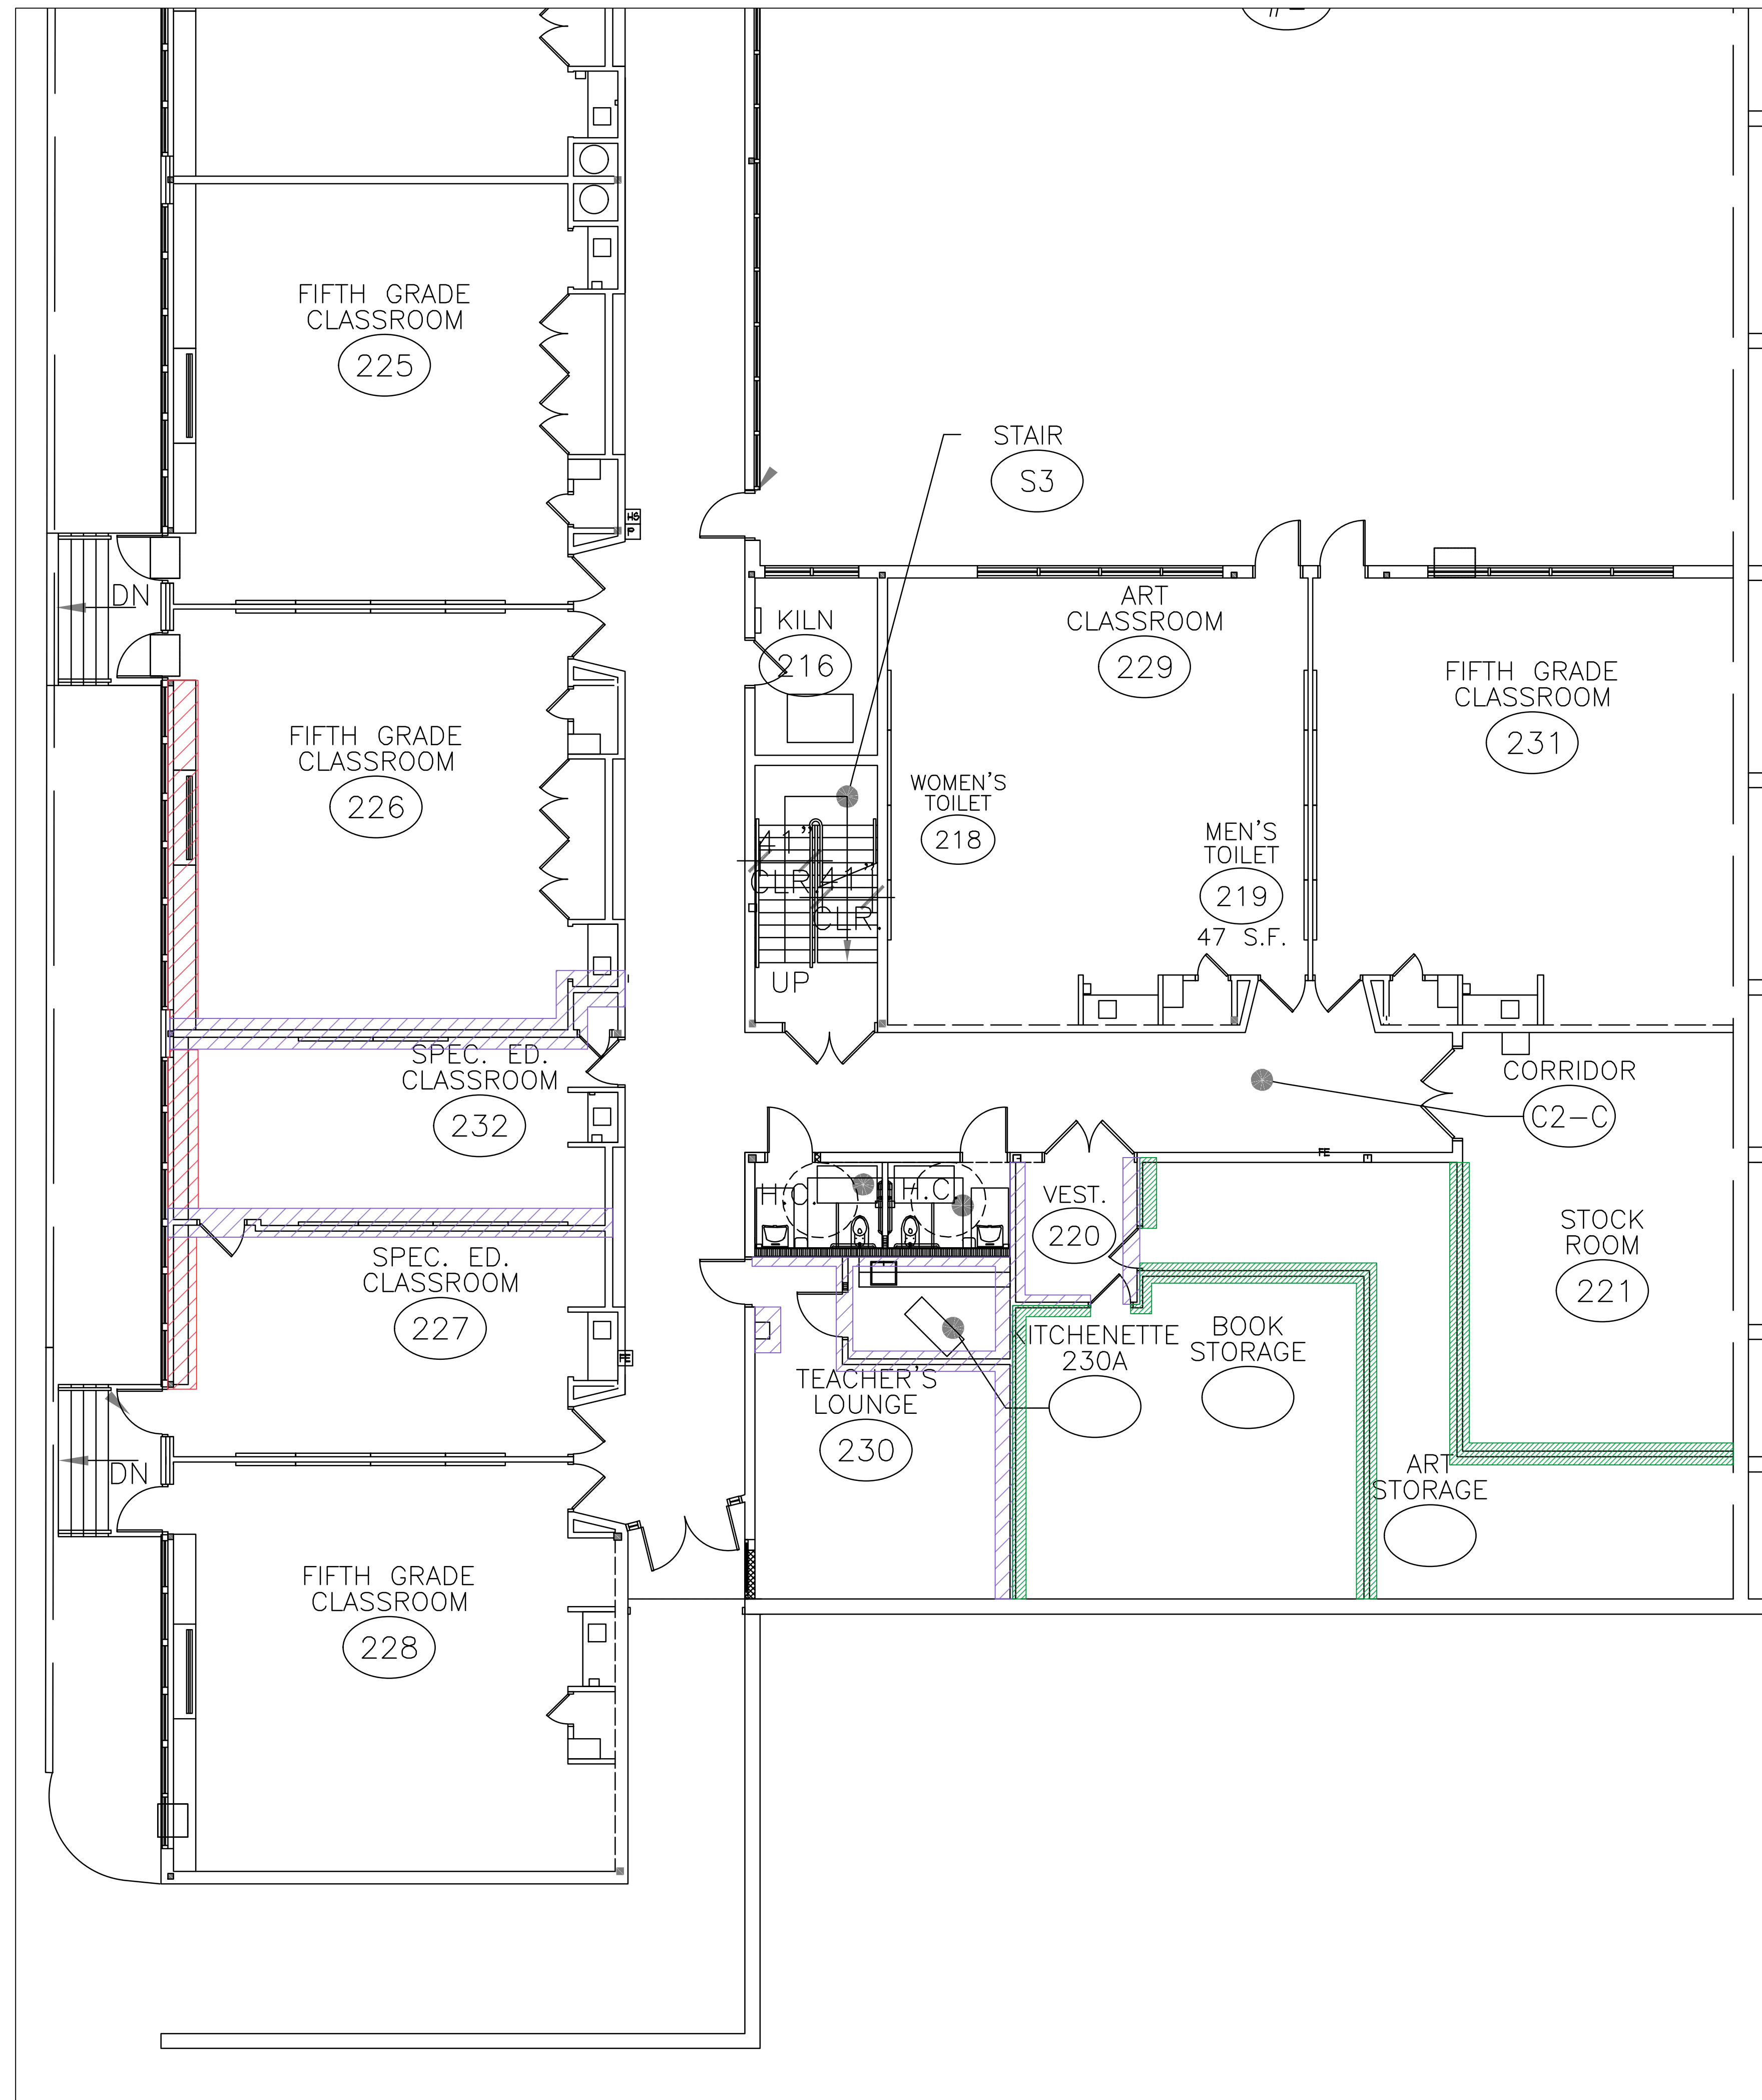 FIFTH GRADE
CLASSROOM
225
STAIR
S3
HS
P
DN
KILN
216
ART
CLASSROOM
229
FIFTH GRADE
CLASSROOM
231
FIFTH GRADE
CLASSROOM
226
WOMEN'S
TOILET
218
MEN'S
TOILET
219
47 S.F.
41"
CLR.
41"
CLR.
UP
SPEC. ED.
CLASSROOM
232
CORRIDOR
C2-C
FE
H.C.
H.C.
VEST.
220
STOCK
ROOM
221
SPEC. ED.
CLASSROOM
227
KITCHENETTE
230A
BOOK
STORAGE
FE
TEACHER'S
LOUNGE
230
DN
ART
STORAGE
FIFTH GRADE
CLASSROOM
228